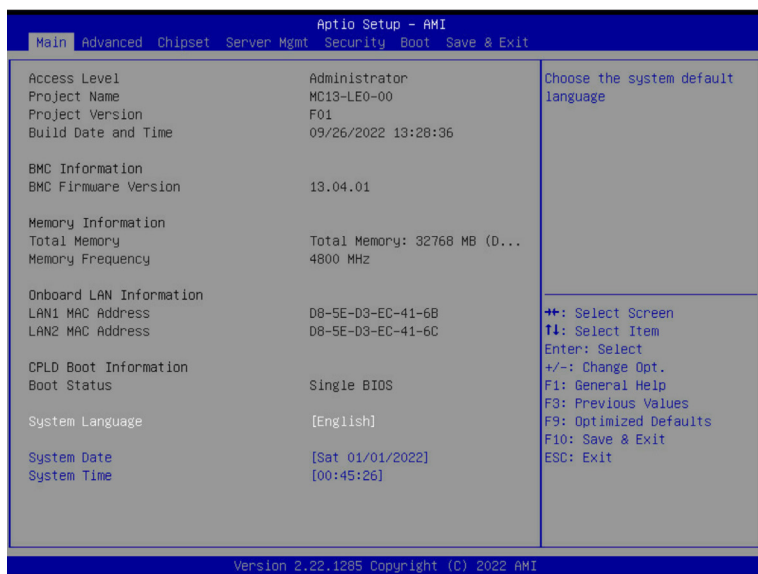 Aptio Setup - AMI
Main Advanced Chipset Server Mgmt Security Boot Save & Exit
Access Level Administrator
Project Name MC13-LE0-00
Project Version F01
Build Date and Time 09/26/2022 13:28:36
BMC Information
BMC Firmware Version 13.04.01
Memory Information
Total Memory Total Memory: 32768 MB (D...
Memory Frequency 4800 MHz
Onboard LAN Information
LAN1 MAC Address D8-5E-D3-EC-41-6B
LAN2 MAC Address D8-5E-D3-EC-41-6C
CPLD Boot Information
Boot Status Single BIOS
System Language [English]
System Date [Sat 01/01/2022]
System Time [00:45:26]
Choose the system default
language
→←: Select Screen
↑↓: Select Item
Enter: Select
+/-: Change Opt.
F1: General Help
F3: Previous Values
F9: Optimized Defaults
F10: Save & Exit
ESC: Exit
Version 2.22.1285 Copyright (C) 2022 AMI